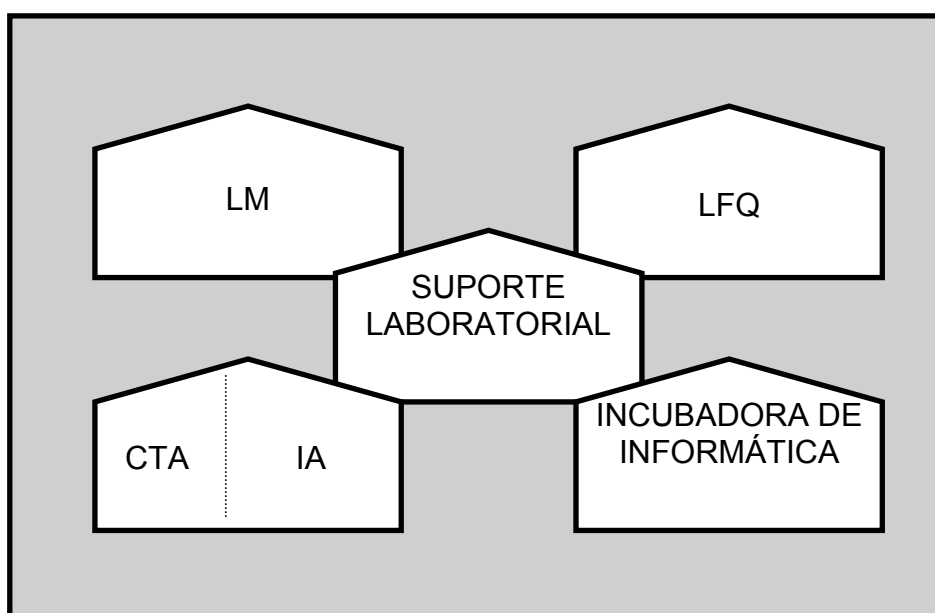 LM
LFQ
SUPORTE
LABORATORIAL
CTA
IA
INCUBADORA DE
INFORMÁTICA